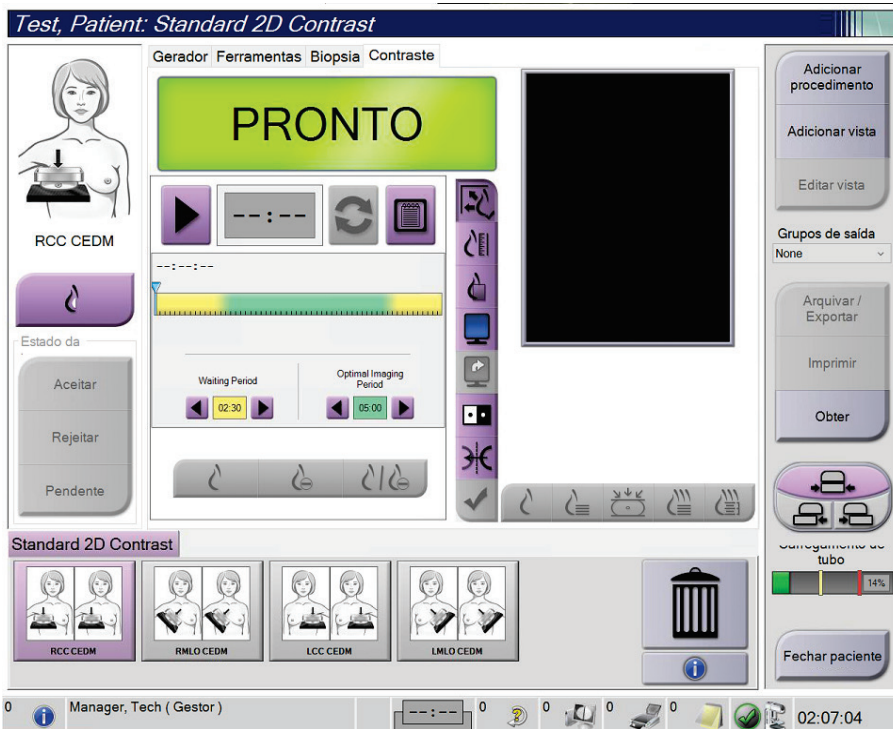 Test, Patient: Standard 2D Contrast
Gerador Ferramentas Biopsia Contraste
PRONTO
RCC CEDM
--:--
--:--:--
Waiting Period
Optimal Imaging
Period
02:30
05:00
Estado da
Aceitar
Rejeitar
Pendente
Adicionar
procedimento
Adicionar vista
Editar vista
Grupos de saída
None
Arquivar /
Exportar
Imprimir
Obter
tubo
14%
Fechar paciente
Standard 2D Contrast
RCC CEDM
RMLO CEDM
LCC CEDM
LMLO CEDM
0
Manager, Tech ( Gestor )
--:--
0
0
0
0
02:07:04